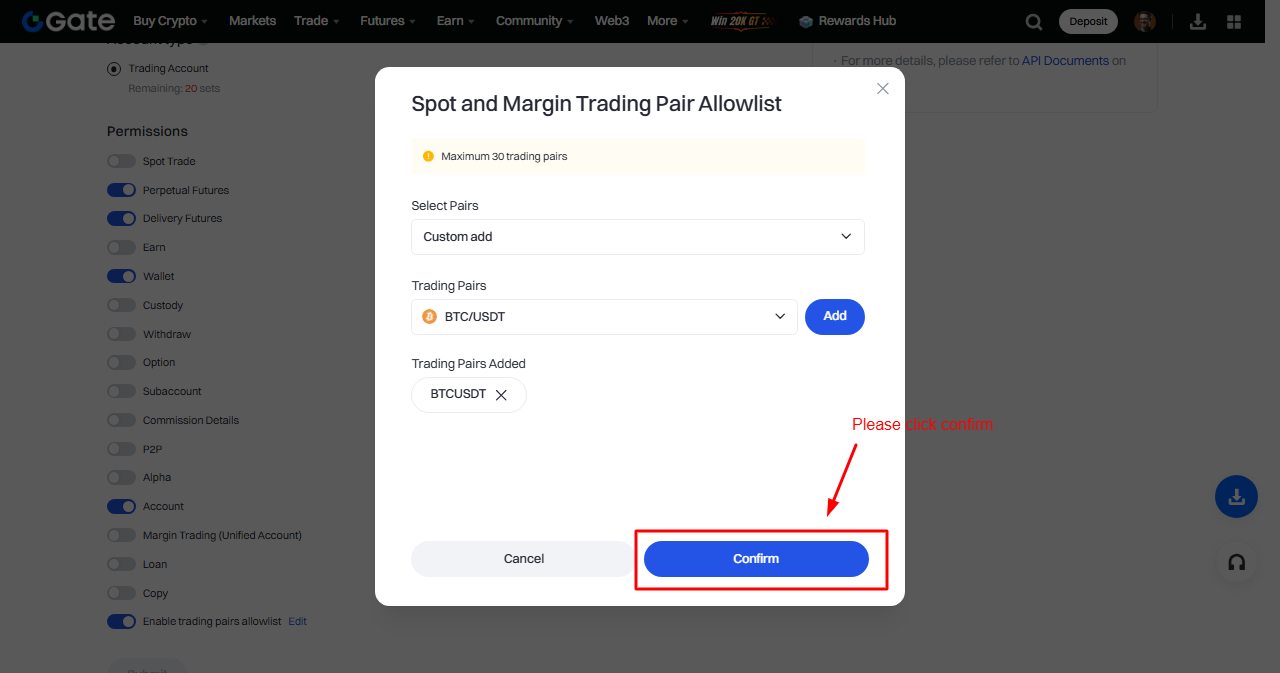 Gate Buy Crypto Markets Trade Futures Earn Community Web3 More Win 20K GT Rewards Hub Deposit
Account Type
Trading Account
Remaining: 20 sets
· For more details, please refer to API Documents on
Permissions
Spot Trade
Perpetual Futures
Delivery Futures
Earn
Wallet
Custody
Withdraw
Option
Subaccount
Commission Details
P2P
Alpha
Account
Margin Trading (Unified Account)
Loan
Copy
Enable trading pairs allowlist Edit
Submit
Spot and Margin Trading Pair Allowlist
Maximum 30 trading pairs
Select Pairs
Custom add
Trading Pairs
BTC/USDT
Add
Trading Pairs Added
BTCUSDT
Please click confirm
Cancel
Confirm